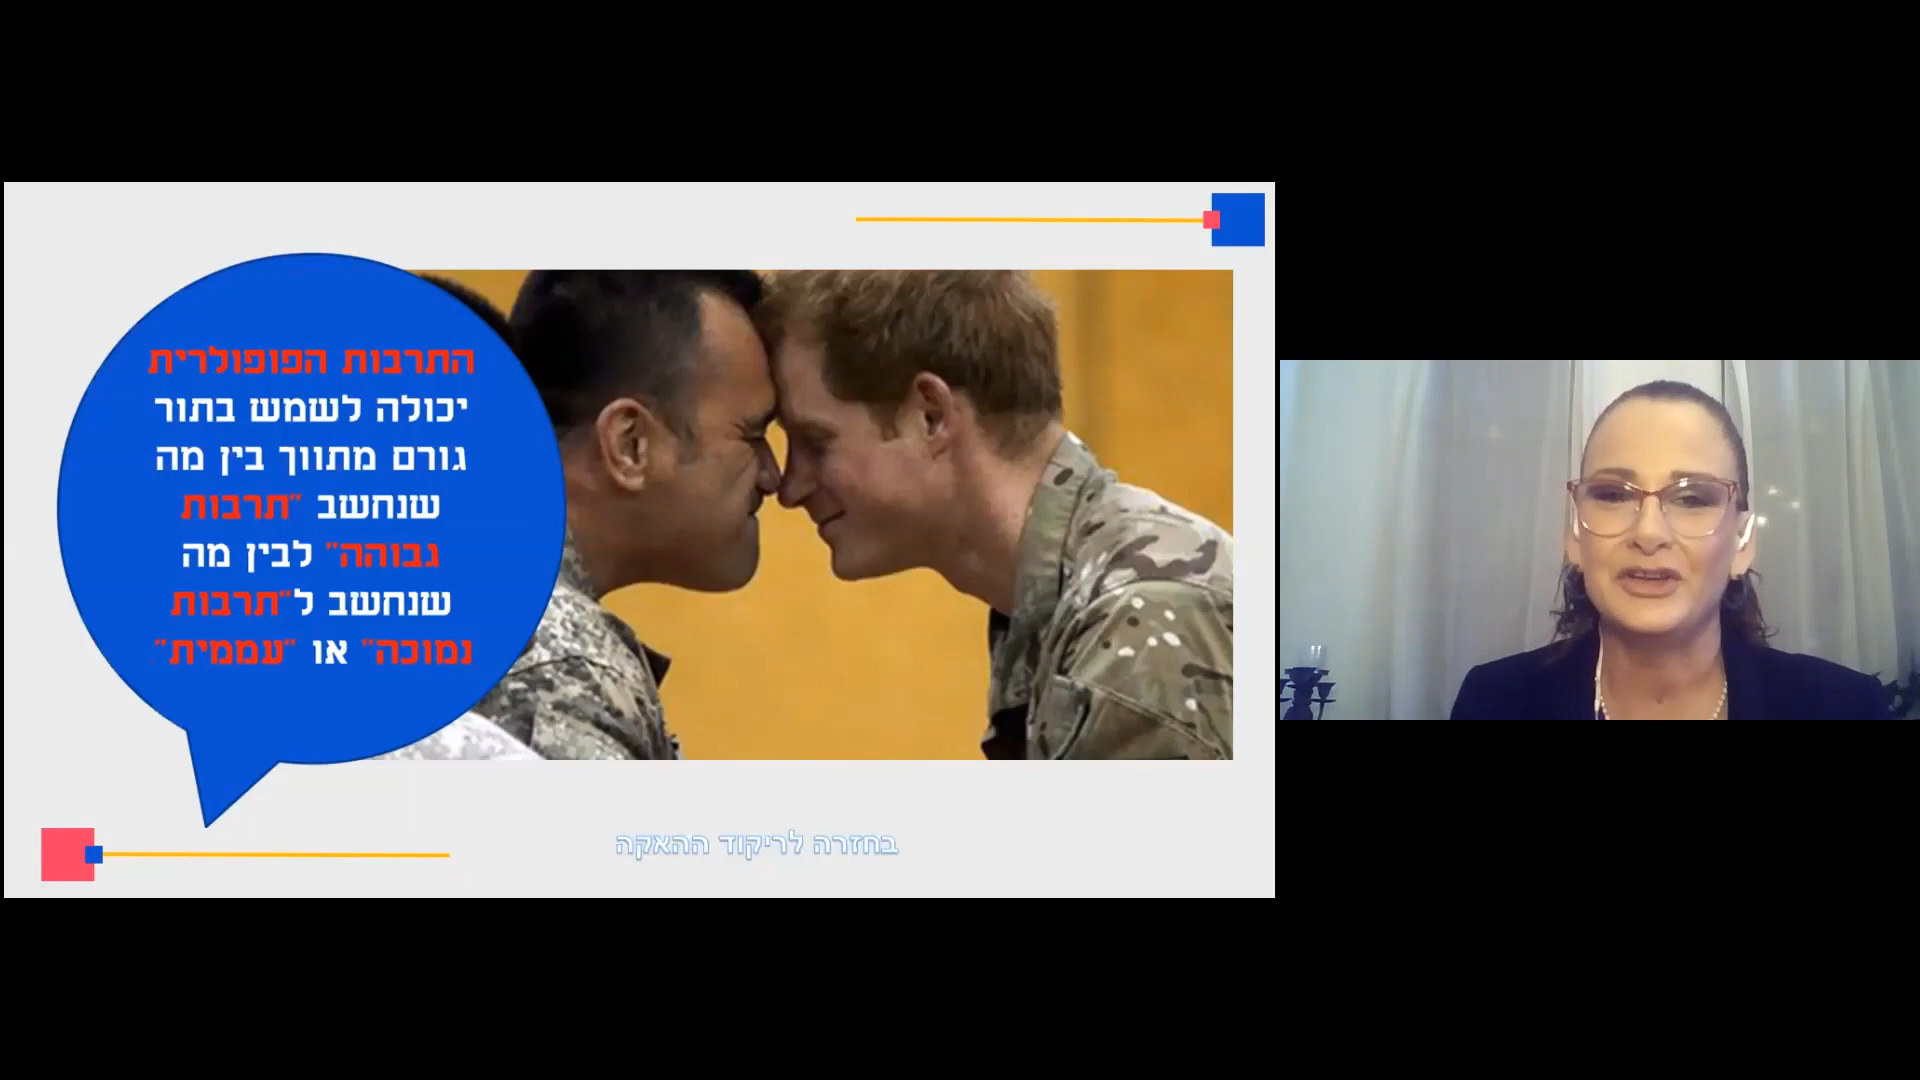 התרבות הפופולרית
יכולה לשמש בתור
גורם מתווך בין מה
שנחשב "תרבות
גבוהה" לבין מה
שנחשב ל"תרבות
נמוכה" או "עממית".
בחזרה לריקוד ההאקה